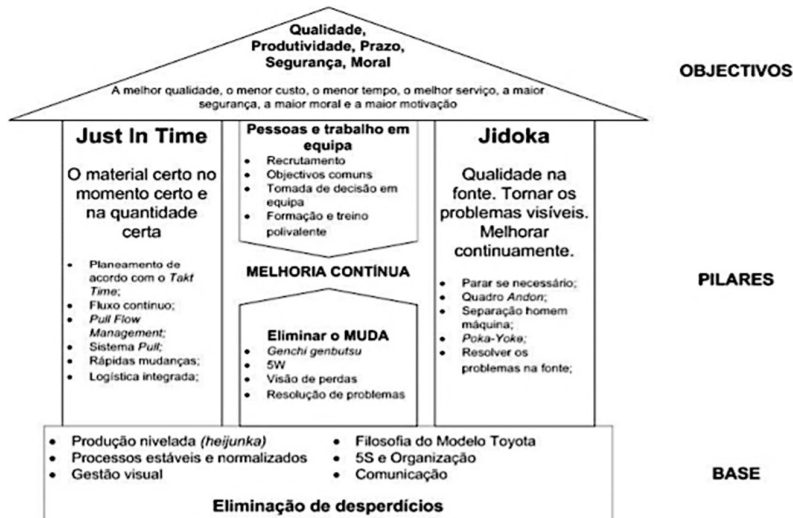 Qualidade,
Produtividade, Prazo,
Segurança, Moral
A melhor qualidade, o menor custo, o menor tempo, o melhor serviço, a maior
segurança, a maior moral e a maior motivação
OBJECTIVOS
Just In Time
O material certo no
momento certo e
na quantidade
certa
• Planeamento de
acordo com o Takt
Time;
• Fluxo continuo;
• Pull Flow
Management;
• Sistema Pull;
• Rápidas mudanças;
• Logística integrada;
Pessoas e trabalho em
equipa
• Recrutamento
• Objectivos comuns
• Tomada de decisão em
equipa
• Formação e treino
polivalente
MELHORIA CONTÍNUA
Eliminar o MUDA
• Genchi genbutsu
• 5W
• Visão de perdas
• Resolução de problemas
Jidoka
Qualidade na
fonte. Tornar os
problemas visíveis.
Melhorar
continuamente.
• Parar se necessário;
• Quadro Andon;
• Separação homem
máquina;
• Poka-Yoke;
• Resolver os
problemas na fonte;
PILARES
• Produção nivelada (heijunka)
• Processos estáveis e normalizados
• Gestão visual
• Filosofia do Modelo Toyota
• 5S e Organização
• Comunicação
Eliminação de desperdícios
BASE